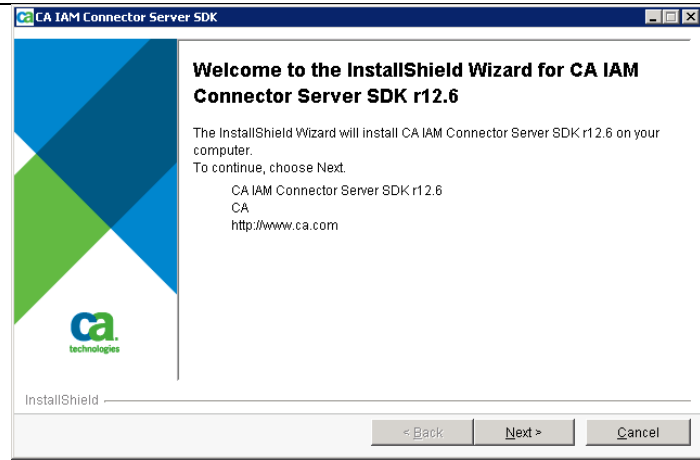 CA IAM Connector Server SDK
Welcome to the InstallShield Wizard for CA IAM
Connector Server SDK r12.6
The InstallShield Wizard will install CA IAM Connector Server SDK r12.6 on your
computer.
To continue, choose Next.
CA IAM Connector Server SDK r12.6
CA
http://www.ca.com
ca.
technologies
InstallShield
< Back Next > Cancel